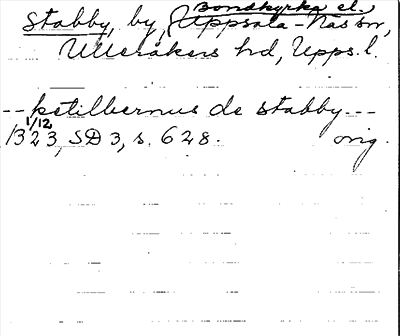 Bondkyrka el.
Stabby, by, Uppsala-Näs sn,
Ulleråkers hd, Upps. l.
-- ketilbernus de stabby ---
1/12
1323, SD 3, s. 628. orig.